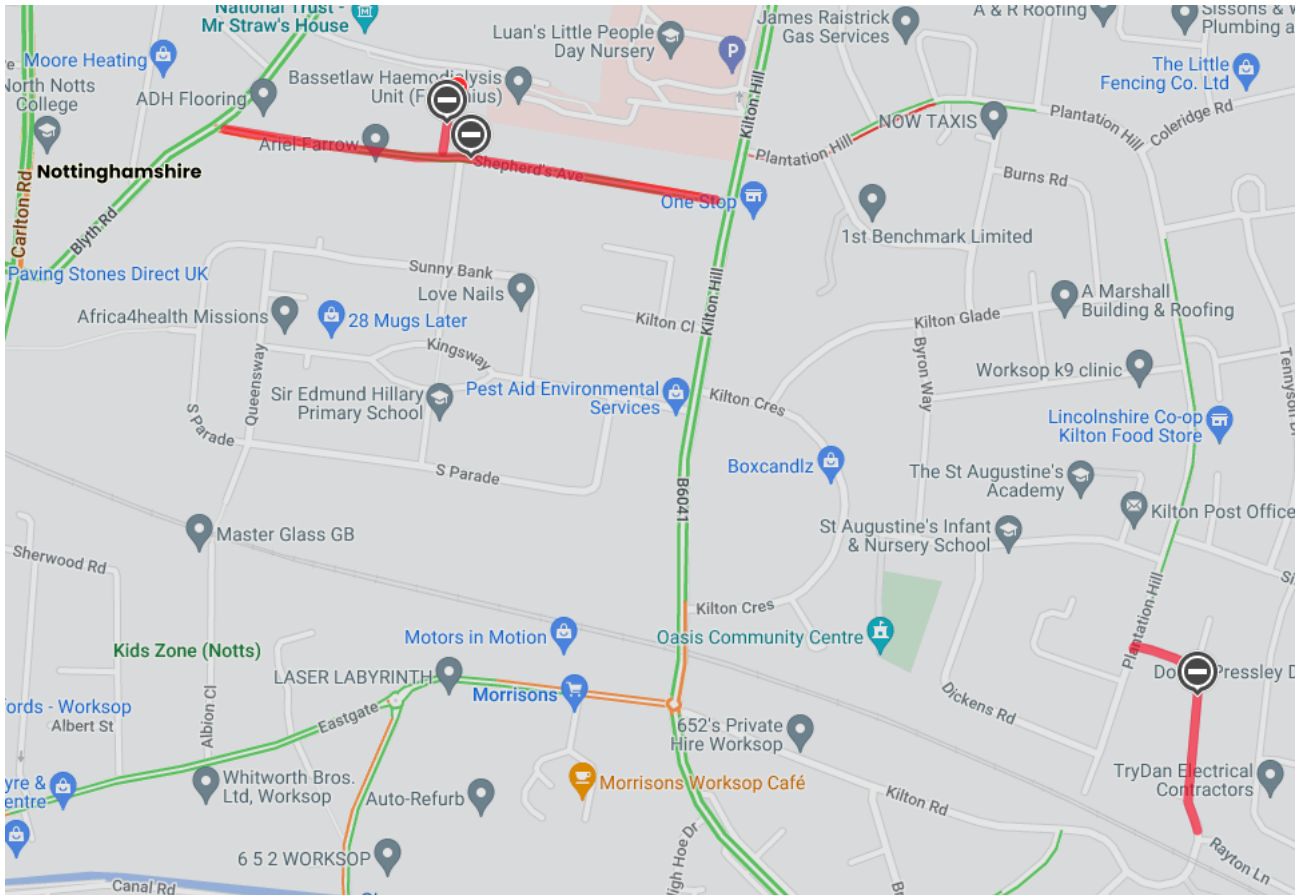 National Trust -
Mr Straw's House
Luan's Little People
Day Nursery
P
James Raistrick
Gas Services
A & R Roofing
Sissons &
Plumbing
Moore Heating
North Notts
College
ADH Flooring
Bassetlaw Haemodialysis
Unit
The Little
Fencing Co. Ltd
Kilton Hill
Plantation Hill
NOW TAXIS
Plantation Hill
Coleridge Rd
Ariel Farrow
Shepherd's Ave
Nottinghamshire
Carlton Rd
Blyth Rd
One Stop
Burns Rd
1st Benchmark Limited
Paving Stones Direct UK
Sunny Bank
Love Nails
Africa4health Missions
28 Mugs Later
Kilton Cl
Kilton Hill
Kilton Glade
A Marshall
Building & Roofing
Kingsway
Queensway
Byron Way
Worksop k9 clinic
Tennyson
Sir Edmund Hillary
Primary School
Pest Aid Environmental
Services
Kilton Cres
Lincolnshire Co-op
Kilton Food Store
S Parade
S Parade
Boxcandlz
The St Augustine's
Academy
B6041
Kilton Post Office
Master Glass GB
St Augustine's Infant
& Nursery School
Sherwood Rd
Kilton Cres
Plantation Hill
Motors in Motion
Oasis Community Centre
Kids Zone (Notts)
LASER LABYRINTH
Morrisons
Pressley
Dickens Rd
Albion Cl
- Worksop
Albert St
Eastgate
652's Private
Hire Worksop
Whitworth Bros.
Ltd, Worksop
Auto-Refurb
Morrisons Worksop Café
TryDan Electrical
Contractors
Kilton Rd
High Hoe Dr
Rayton Ln
6 5 2 WORKSOP
Canal Rd